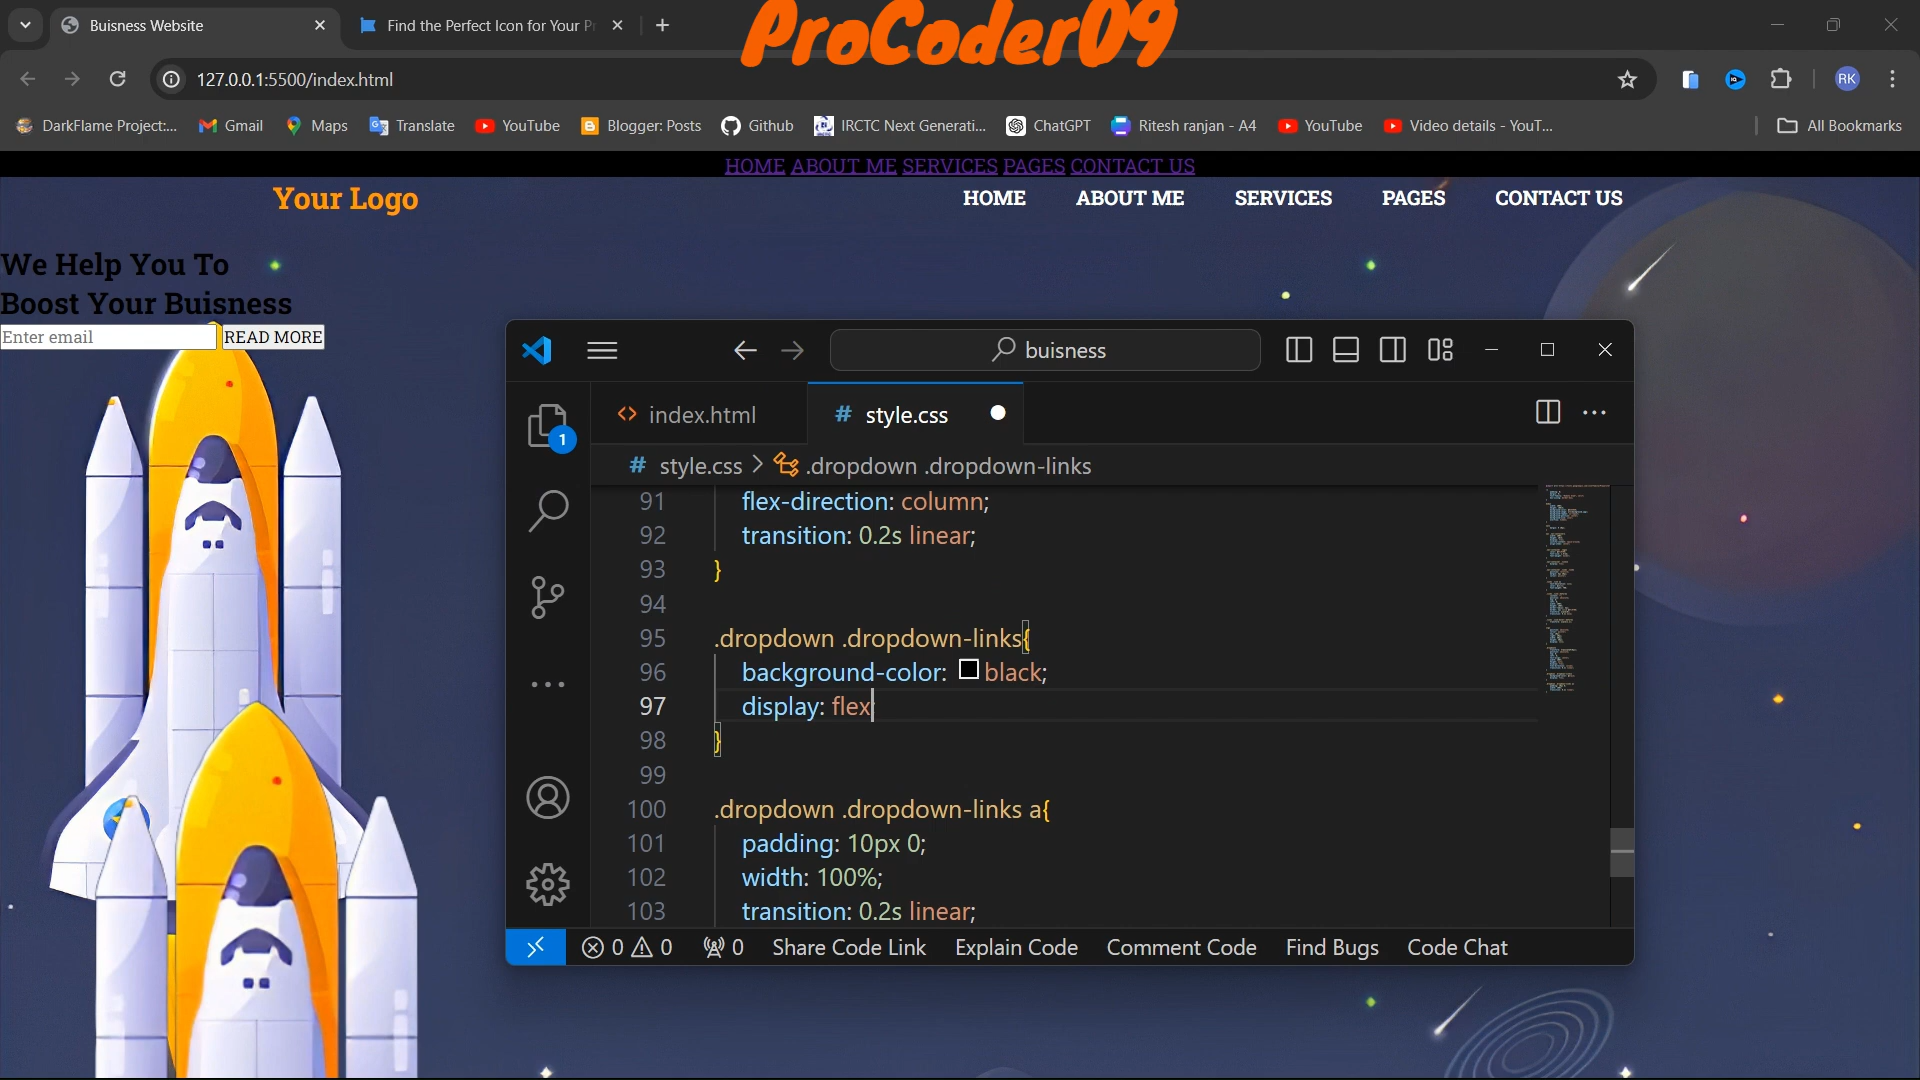 ProCoder09
Buisness Website
Find the Perfect Icon for Your Pr
127.0.0.1:5500/index.html
RK
DarkFlame Project:... Gmail Maps Translate YouTube Blogger: Posts Github IRCTC Next Generati... ChatGPT Ritesh ranjan - A4 YouTube Video details - YouT... All Bookmarks
HOME ABOUT ME SERVICES PAGES CONTACT US
Your Logo HOME ABOUT ME SERVICES PAGES CONTACT US
We Help You To
Boost Your Buisness
Enter email READ MORE
buisness
index.html # style.css
# style.css > .dropdown .dropdown-links
1
91 flex-direction: column;
92 transition: 0.2s linear;
93 }
94
95 .dropdown .dropdown-links{
96 background-color: black;
97 display: flex
98 }
99
100 .dropdown .dropdown-links a{
101 padding: 10px 0;
102 width: 100%;
103 transition: 0.2s linear;
0 0 0 Share Code Link Explain Code Comment Code Find Bugs Code Chat